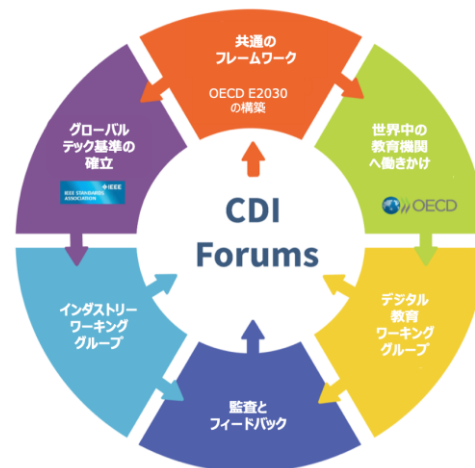 共通の
フレームワーク
OECD E2030
の構築
グローバル
テック基準の
確立
IEEE
IEEE STANDARDS
ASSOCIATION
世界中の
教育機関
へ働きかけ
OECD
CDI
Forums
インダストリー
ワーキング
グループ
デジタル
教育
ワーキング
グループ
監査と
フィードバック